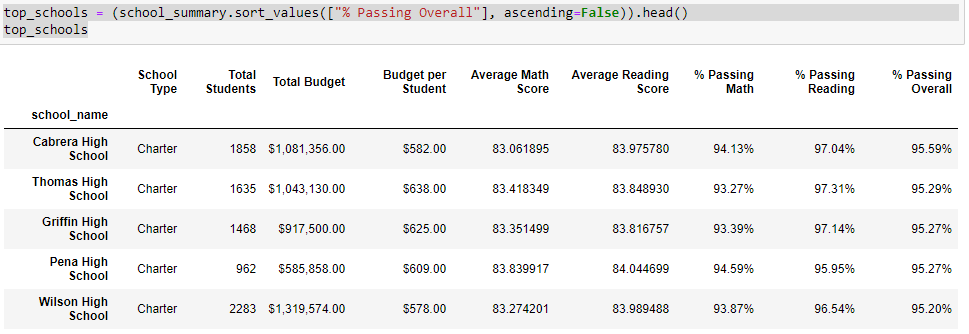 top_schools = (school_summary.sort_values(["% Passing Overall"], ascending=False)).head()
top_schools
School Type Total Students Total Budget Budget per Student Average Math Score Average Reading Score % Passing Math % Passing Reading % Passing Overall
school_name
Cabrera High School Charter 1858 $1,081,356.00 $582.00 83.061895 83.975780 94.13% 97.04% 95.59%
Thomas High School Charter 1635 $1,043,130.00 $638.00 83.418349 83.848930 93.27% 97.31% 95.29%
Griffin High School Charter 1468 $917,500.00 $625.00 83.351499 83.816757 93.39% 97.14% 95.27%
Pena High School Charter 962 $585,858.00 $609.00 83.839917 84.044699 94.59% 95.95% 95.27%
Wilson High School Charter 2283 $1,319,574.00 $578.00 83.274201 83.989488 93.87% 96.54% 95.20%